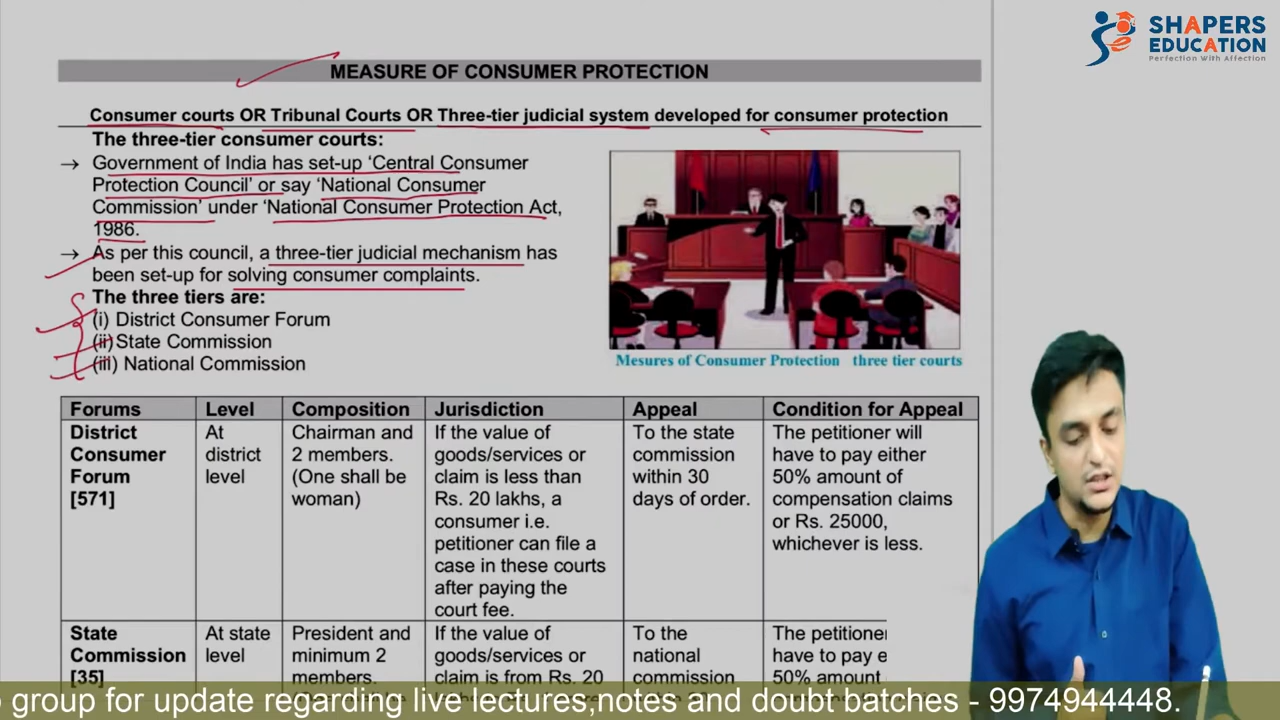 SHAPERS
EDUCATION
Perfection With Affection
MEASURE OF CONSUMER PROTECTION
Consumer courts OR Tribunal Courts OR Three-tier judicial system developed for consumer protection
The three-tier consumer courts:
→ Government of India has set-up ‘Central Consumer
Protection Council’ or say ‘National Consumer
Commission’ under ‘National Consumer Protection Act,
1986.
→ As per this council, a three-tier judicial mechanism has
been set-up for solving consumer complaints.
The three tiers are:
(i) District Consumer Forum
(ii) State Commission
(iii) National Commission
Mesures of Consumer Protection three tier courts
Forums Level Composition Jurisdiction Appeal Condition for Appeal
District
Consumer
Forum
[571]
At
district
level
Chairman and
2 members.
(One shall be
woman)
If the value of
goods/services or
claim is less than
Rs. 20 lakhs, a
consumer i.e.
petitioner can file a
case in these courts
after paying the
court fee.
To the state
commission
within 30
days of order.
The petitioner will
have to pay either
50% amount of
compensation claims
or Rs. 25000,
whichever is less.
State
Commission
[35]
At state
level
President and
minimum 2
members.
If the value of
goods/services or
claim is from Rs. 20
To the
national
commission
The petitioner
have to pay e
50% amount
group for update regarding live lectures,notes and doubt batches - 9974944448.